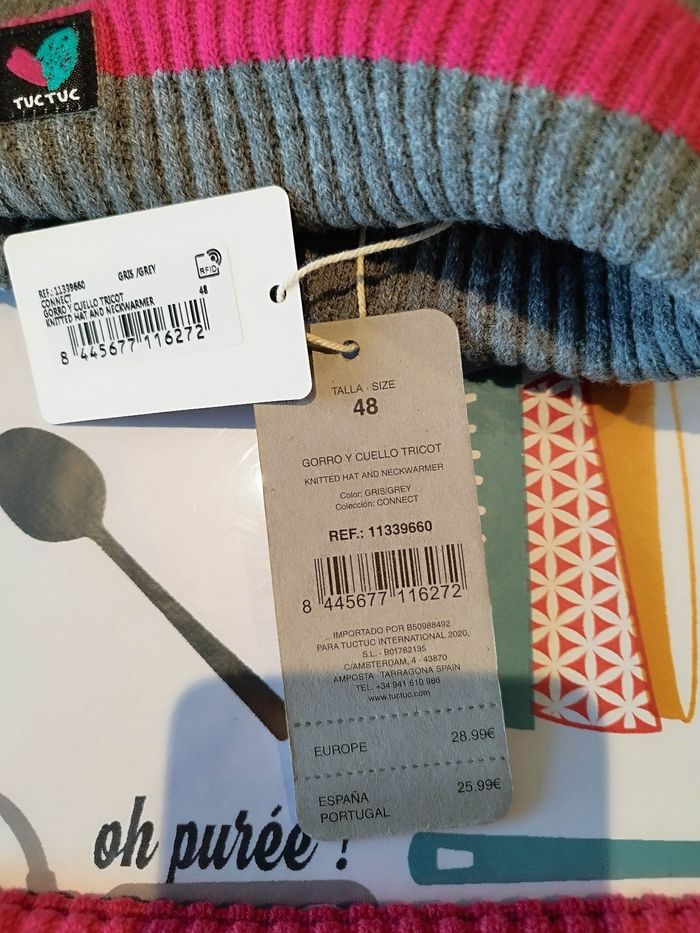 TUCTUC
GRIS /GREY
RFID
REF.: 11339660
CONNECT
48
GORRO Y CUELLO TRICOT
KNITTED HAT AND NECKWARMER
8 445677 116272
TALLA . SIZE
48
GORRO Y CUELLO TRICOT
KNITTED HAT AND NECKWARMER
Color: GRIS/GREY
Colección: CONNECT
REF.: 11339660
8 445677 116272
... IMPORTADO POR B50988492
PARA TUCTUC INTERNATIONAL 2020,
S.L. - B01762135
C/AMSTERDAM, 4 - 43870
AMPOSTA - TARRAGONA SPAIN
TEL. +34 941 610 986
www.tuctuc.com
EUROPE 28.99€
ESPAÑA 25.99€
PORTUGAL
oh purée !